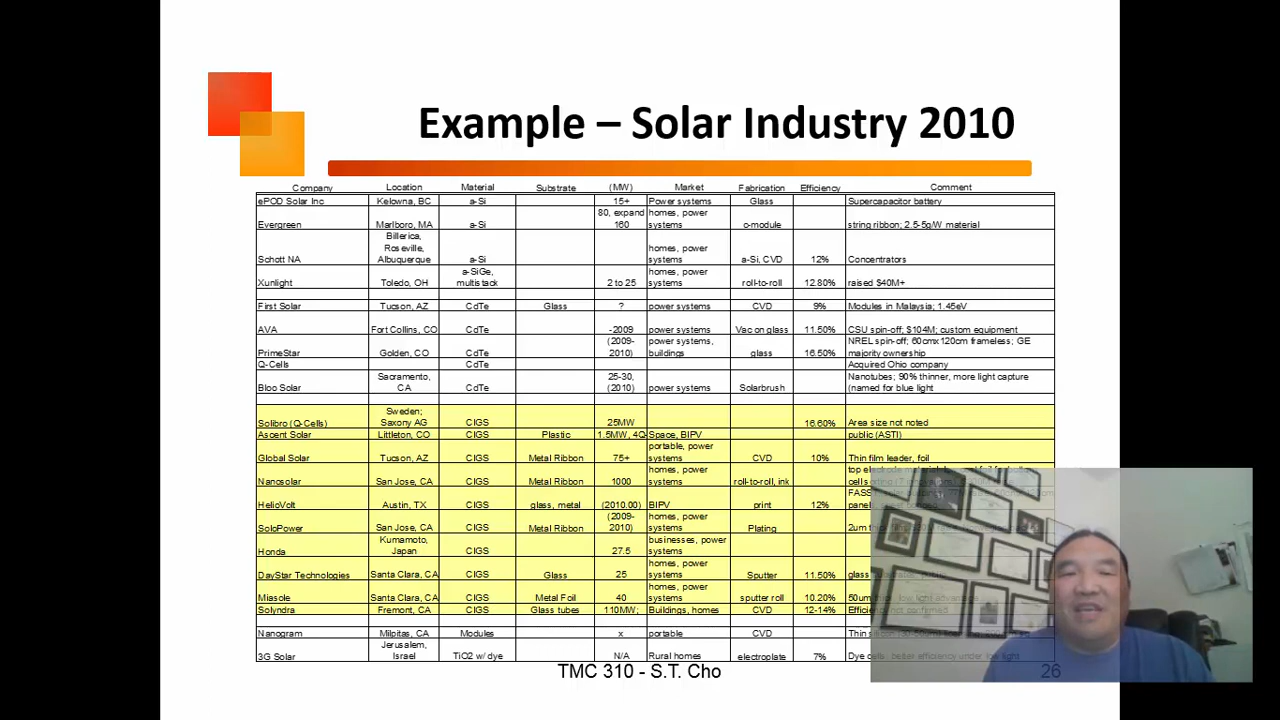 Example – Solar Industry 2010
Company Location Material Substrate (MW) Market Fabrication Efficiency Comment
ePOD Solar Inc Kelowna, BC a-Si 15+ Power systems Glass Supercapacitor battery
Evergreen Marlboro, MA a-Si 80, expand 160 homes, power systems c-module string ribbon; 2.5-5g/W material
Schott NA Billerica, Roseville, Albuquerque a-Si homes, power systems a-Si, CVD 12% Concentrators
Xunlight Toledo, OH a-SiGe, multistack 2 to 25 homes, power systems roll-to-roll 12.80% raised $40M+
First Solar Tucson, AZ CdTe Glass ? power systems CVD 9% Modules in Malaysia; 1.45eV
AVA Fort Collins, CO CdTe -2009 power systems Vac on glass 11.50% CSU spin-off; $104M; custom equipment
PrimeStar Golden, CO CdTe (2009-2010) power systems, buildings glass 16.50% NREL spin-off; 60cmx120cm frameless; GE majority ownership
Q-Cells CdTe Acquired Ohio company
Bloo Solar Sacramento, CA CdTe 25-30, (2010) power systems Solarbrush Nanotubes; 90% thinner, more light capture (named for blue light
Solibro (Q-Cells) Sweden; Saxony AG CIGS 25MW 16.60% Area size not noted
Ascent Solar Littleton, CO CIGS Plastic 1.5MW, 4Q Space, BIPV public (ASTI)
Global Solar Tucson, AZ CIGS Metal Ribbon 75+ portable, power systems CVD 10% Thin film leader, foil
Nanosolar San Jose, CA CIGS Metal Ribbon 1000 homes, power systems roll-to-roll, ink top
HelioVolt Austin, TX CIGS glass, metal (2010.00) BIPV print 12%
SoloPower San Jose, CA CIGS Metal Ribbon (2009-2010) homes, power systems Plating
Honda Kumamoto, Japan CIGS 27.5 businesses, power systems
DayStar Technologies Santa Clara, CA CIGS Glass 25 homes, power systems Sputter 11.50%
Miasole Santa Clara, CA CIGS Metal Foil 40 homes, power systems sputter roll 10.20%
Solyndra Fremont, CA CIGS Glass tubes 110MW; Buildings, homes CVD 12-14%
Nanogram Milpitas, CA Modules x portable CVD
3G Solar Jerusalem, Israel TiO2 w/ dye N/A Rural homes electroplate 7% Dye cells; better efficiency under low light
TMC 310 - S.T. Cho 26